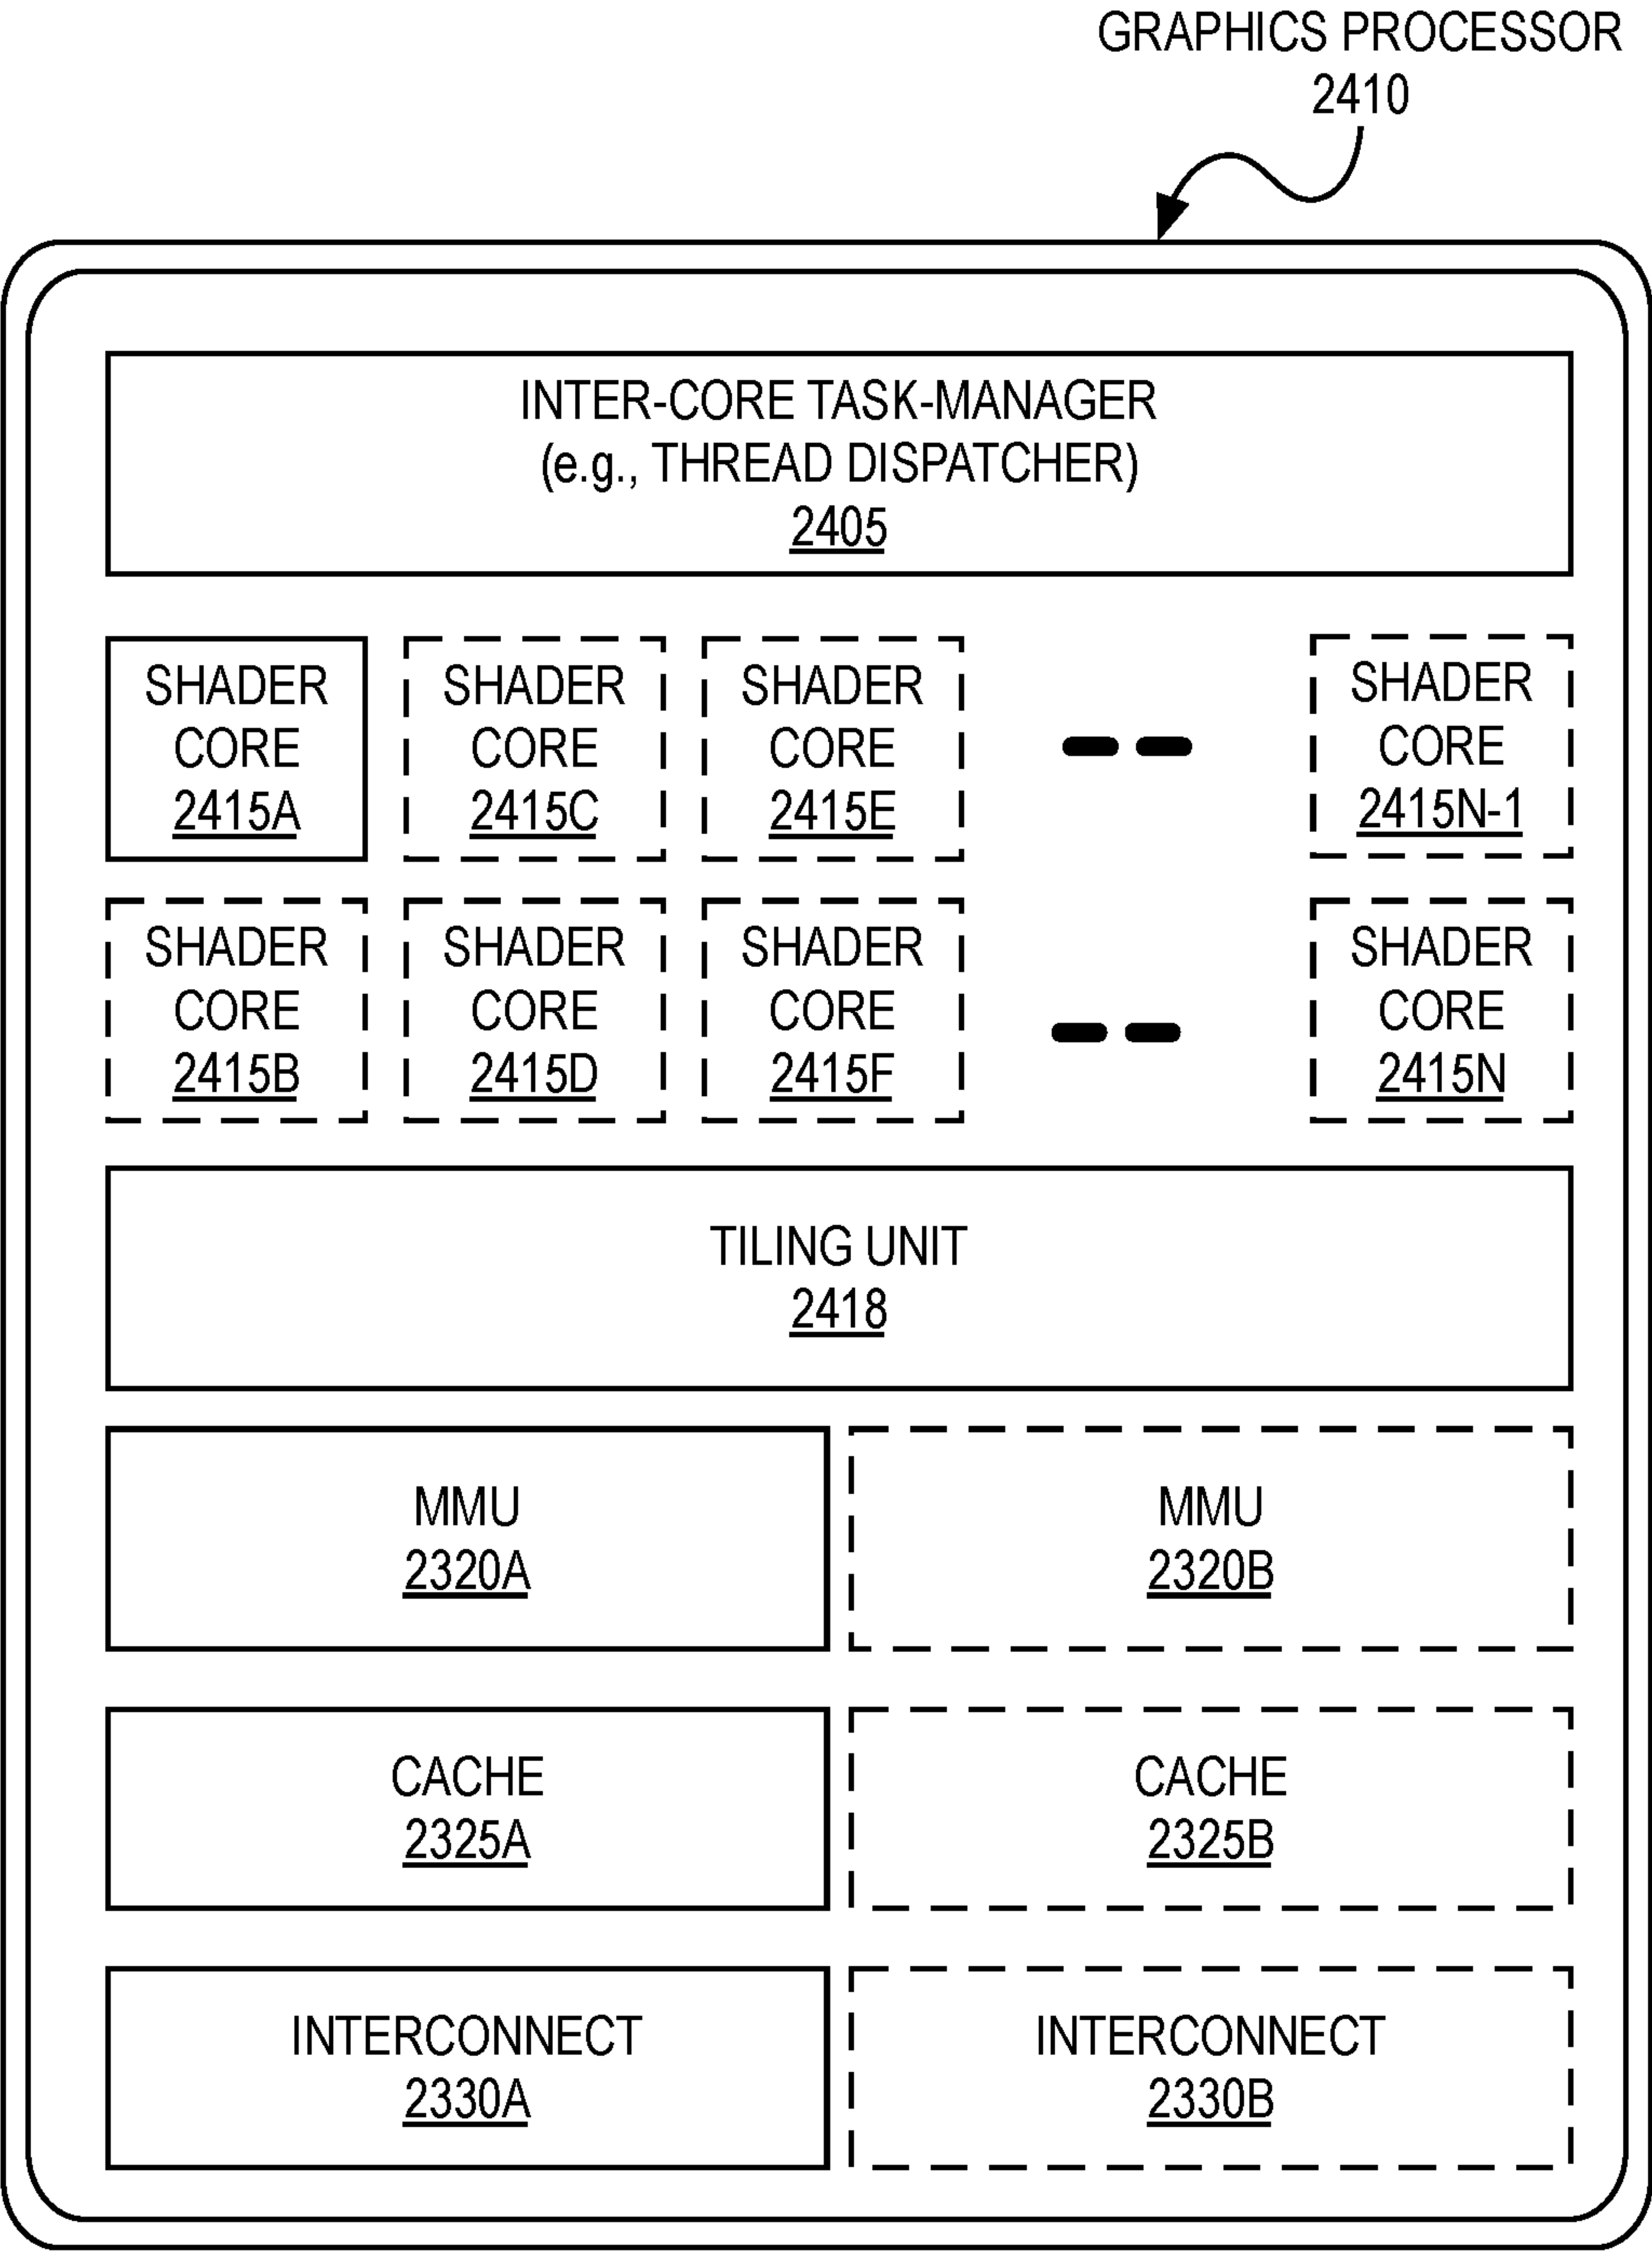 GRAPHICS PROCESSOR
2410
INTER-CORE TASK-MANAGER
(e.g., THREAD DISPATCHER)
2405
SHADER
CORE
2415A
SHADER
CORE
2415C
SHADER
CORE
2415E
SHADER
CORE
2415N-1
SHADER
CORE
2415B
SHADER
CORE
2415D
SHADER
CORE
2415F
SHADER
CORE
2415N
TILING UNIT
2418
MMU
2320A
MMU
2320B
CACHE
2325A
CACHE
2325B
INTERCONNECT
2330A
INTERCONNECT
2330B